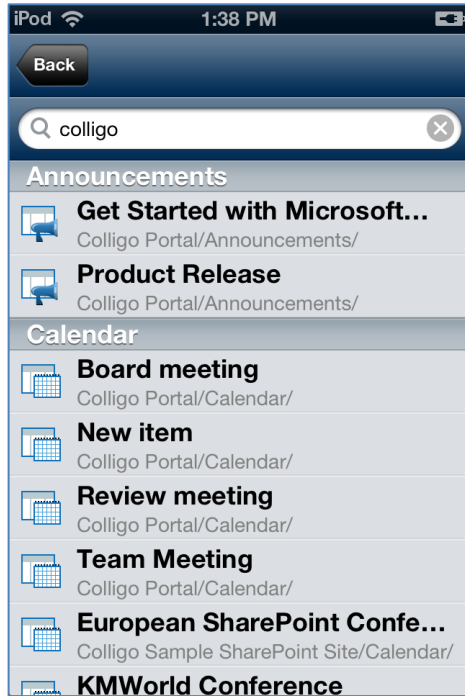 iPod 1:38 PM
Back
colligo
Announcements
Get Started with Microsoft...
Colligo Portal/Announcements/
Product Release
Colligo Portal/Announcements/
Calendar
Board meeting
Colligo Portal/Calendar/
New item
Colligo Portal/Calendar/
Review meeting
Colligo Portal/Calendar/
Team Meeting
Colligo Portal/Calendar/
European SharePoint Confe...
Colligo Sample SharePoint Site/Calendar/
KMWorld Conference